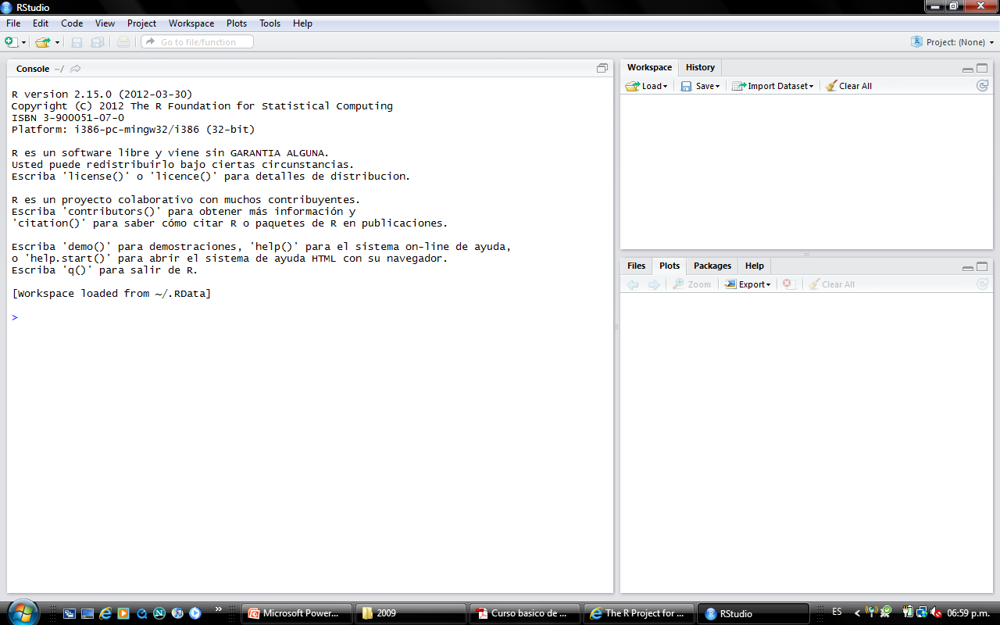 RStudio
File Edit Code View Project Workspace Plots Tools Help
Go to file/function
Project: (None)
Console ~/
R version 2.15.0 (2012-03-30)
Copyright (C) 2012 The R Foundation for Statistical Computing
ISBN 3-900051-07-0
Platform: i386-pc-mingw32/i386 (32-bit)
R es un software libre y viene sin GARANTIA ALGUNA.
Usted puede redistribuirlo bajo ciertas circunstancias.
Escriba 'license()' o 'licence()' para detalles de distribucion.
R es un proyecto colaborativo con muchos contribuyentes.
Escriba 'contributors()' para obtener más información y
'citation()' para saber cómo citar R o paquetes de R en publicaciones.
Escriba 'demo()' para demostraciones, 'help()' para el sistema on-line de ayuda,
o 'help.start()' para abrir el sistema de ayuda HTML con su navegador.
Escriba 'q()' para salir de R.
[Workspace loaded from ~/.RData]
>
Workspace History
Load Save Import Dataset Clear All
Files Plots Packages Help
Zoom Export Clear All
Microsoft Power... 2009 Curso basico de ... The R Project for ... RStudio ES 06:59 p.m.